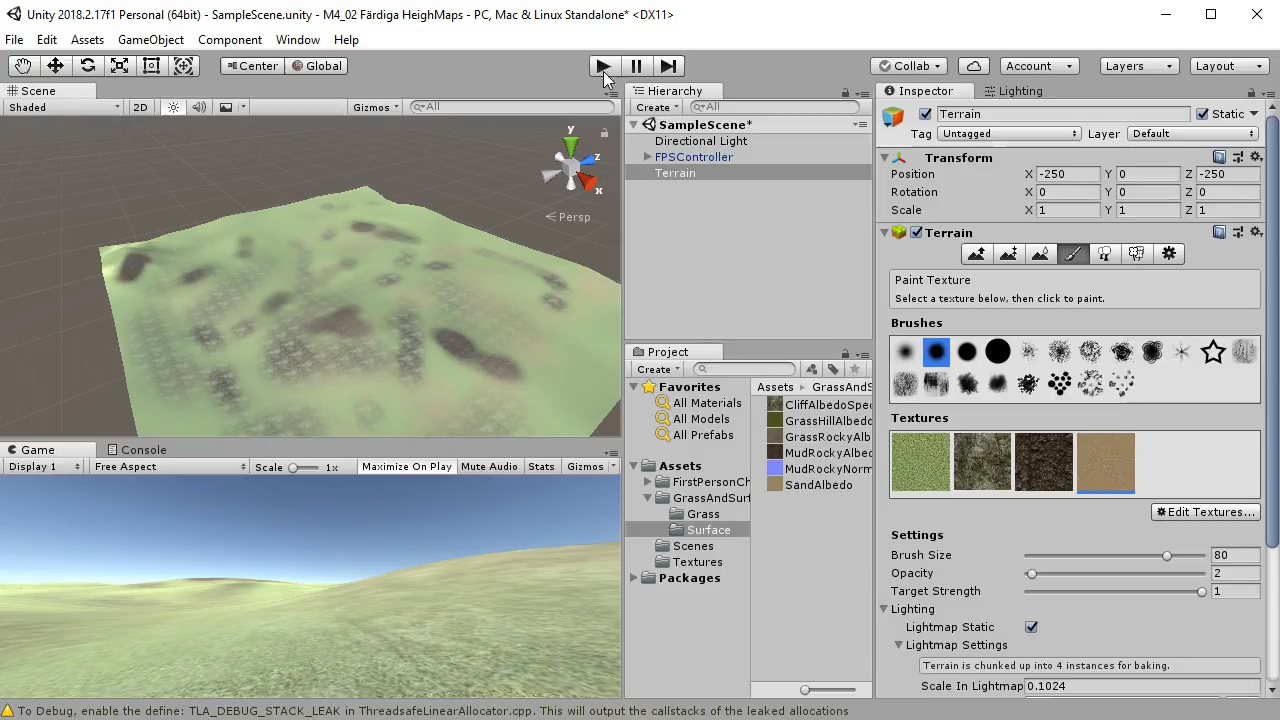 Unity 2018.2.17f1 Personal (64bit) - SampleScene.unity - M4_02 Färdiga HeighMaps - PC, Mac & Linux Standalone* <DX11>
File Edit Assets GameObject Component Window Help
Center Global Collab Account Layers Layout
Scene Hierarchy Inspector Lighting
Shaded 2D Gizmos All Create All
Terrain Static
SampleScene*
Tag Untagged Layer Default
Directional Light
FPSController
Terrain
Transform
Position X -250 Y 0 Z -250
Rotation X 0 Y 0 Z 0
Scale X 1 Y 1 Z 1
y
z
x
Persp
Terrain
Paint Texture
Select a texture below, then click to paint.
Brushes
Project
Create
Favorites
All Materials
All Models
All Prefabs
Assets
FirstPersonCh
GrassAndSurf
Grass
Surface
Scenes
Textures
Packages
Assets GrassAndS
CliffAlbedoSpec
GrassHillAlbedo
GrassRockyAlb
MudRockyAlbe
MudRockyNorm
SandAlbedo
Textures
Edit Textures...
Settings
Brush Size 80
Opacity 2
Target Strength 1
Lighting
Lightmap Static
Lightmap Settings
Terrain is chunked up into 4 instances for baking.
Scale In Lightmap 0.1024
Game Console
Display 1 Free Aspect Scale 1x Maximize On Play Mute Audio Stats Gizmos
To Debug, enable the define: TLA_DEBUG_STACK_LEAK in ThreadsafeLinearAllocator.cpp. This will output the callstacks of the leaked allocations